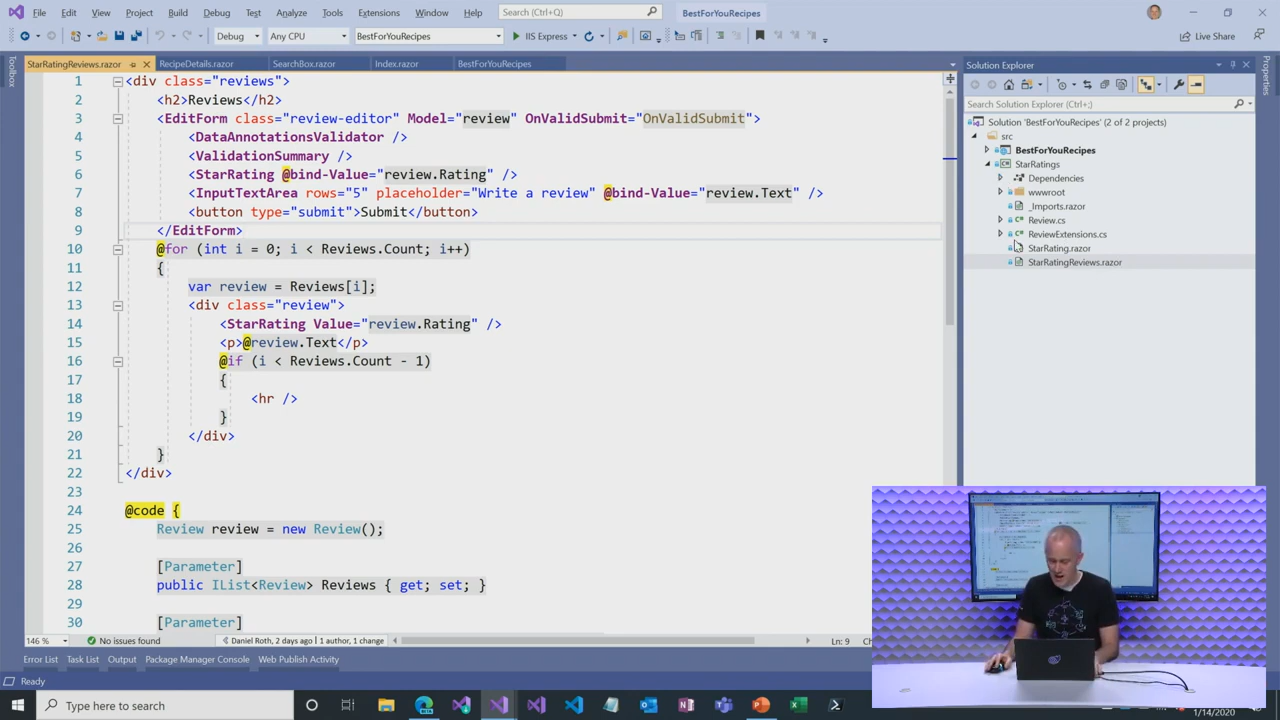 File Edit View Git Project Build Debug Test Analyze Tools Extensions Window Help Search (Ctrl+Q) BestForYouRecipes
Debug Any CPU BestForYouRecipes IIS Express Live Share
StarRatingReviews.razor RecipeDetails.razor SearchBox.razor Index.razor BestForYouRecipes
Toolbox
1 <div class="reviews">
2 <h2>Reviews</h2>
3 <EditForm class="review-editor" Model="review" OnValidSubmit="OnValidSubmit">
4 <DataAnnotationsValidator />
5 <ValidationSummary />
6 <StarRating @bind-Value="review.Rating" />
7 <InputTextArea rows="5" placeholder="Write a review" @bind-Value="review.Text" />
8 <button type="submit">Submit</button>
9 </EditForm>
10 @for (int i = 0; i < Reviews.Count; i++)
11 {
12 var review = Reviews[i];
13 <div class="review">
14 <StarRating Value="review.Rating" />
15 <p>@review.Text</p>
16 @if (i < Reviews.Count - 1)
17 {
18 <hr />
19 }
20 </div>
21 }
22 </div>
23
24 @code {
25 Review review = new Review();
26
27 [Parameter]
28 public IList<Review> Reviews { get; set; }
29
30 [Parameter]
146 % No issues found Daniel Roth, 2 days ago | 1 author, 1 change Ln: 9 Ch
Solution Explorer
Search Solution Explorer (Ctrl+;)
Solution 'BestForYouRecipes' (2 of 2 projects)
src
BestForYouRecipes
StarRatings
Dependencies
wwwroot
_Imports.razor
Review.cs
ReviewExtensions.cs
StarRating.razor
StarRatingReviews.razor
Properties
Error List Task List Output Package Manager Console Web Publish Activity
Ready
Type here to search
1/14/2020